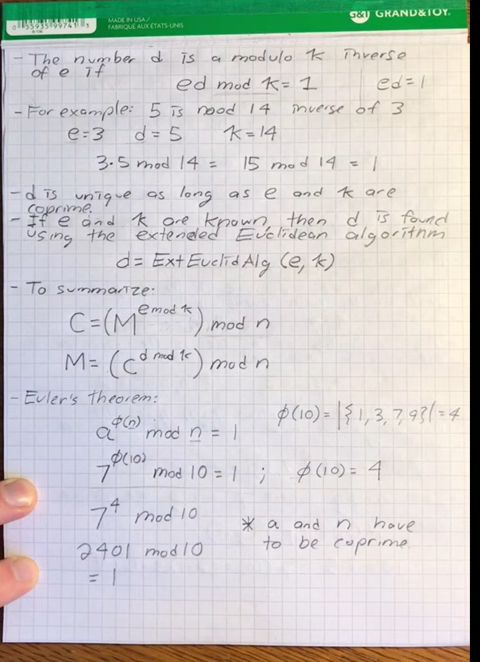 55935 99741 3
MADE IN USA/
FABRIQUE AUX ÉTATS-UNIS
G&T GRAND&TOY.
- The number d is a modulo k inverse
of e if
ed mod k = 1 ed = 1
- For example: 5 is mod 14 inverse of 3
e=3 d=5 k=14
3·5 mod 14 = 15 mod 14 = 1
- d is unique as long as e and k are
coprime.
- If e and k are known then d is found
using the extended Euclidean algorithm
d = ExtEuclidAlg (e, k)
- To summarize:
C = (M^(e mod k)) mod n
M = (C^(d mod k)) mod n
- Euler's theorem:
a^ϕ(n) mod n = 1
ϕ(10) = |{1, 3, 7, 9}| = 4
7^ϕ(10) mod 10 = 1 ; ϕ(10) = 4
7^4 mod 10
2401 mod 10
= 1
* a and n have
to be coprime